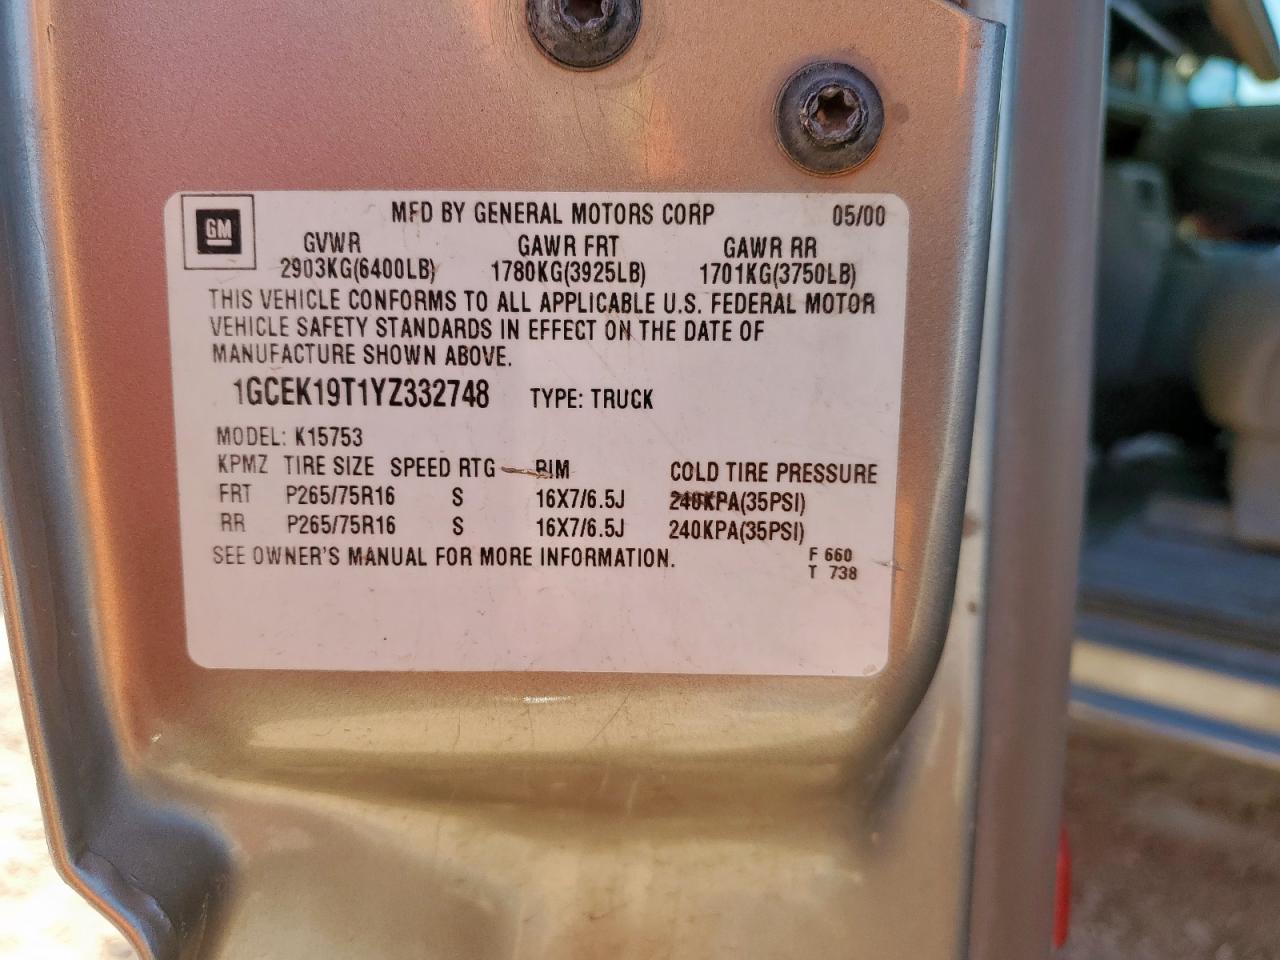 GM MFD BY GENERAL MOTORS CORP 05/00
GVWR GAWR FRT GAWR RR
2903KG(6400LB) 1780KG(3925LB) 1701KG(3750LB)
THIS VEHICLE CONFORMS TO ALL APPLICABLE U.S. FEDERAL MOTOR
VEHICLE SAFETY STANDARDS IN EFFECT ON THE DATE OF
MANUFACTURE SHOWN ABOVE.
1GCEK19T1YZ332748 TYPE: TRUCK
MODEL: K15753
KPMZ TIRE SIZE SPEED RTG RIM COLD TIRE PRESSURE
FRT P265/75R16 S 16X7/6.5J 240KPA(35PSI)
RR P265/75R16 S 16X7/6.5J 240KPA(35PSI)
SEE OWNER'S MANUAL FOR MORE INFORMATION. F 660
T 738